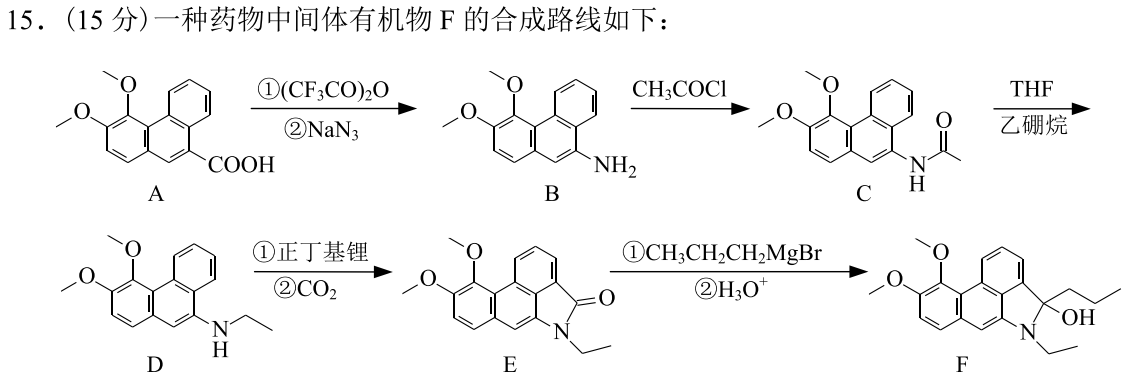 15.（15 分）一种药物中间体有机物 F 的合成路线如下：
O
O
COOH
A
①(CF₃CO)₂O
②NaN₃
O
O
NH₂
B
CH₃COCl
O
O
O
N
H
C
THF
乙硼烷
O
O
N
H
D
①正丁基锂
②CO₂
O
O
O
N
E
①CH₃CH₂CH₂MgBr
②H₃O⁺
O
O
OH
N
F